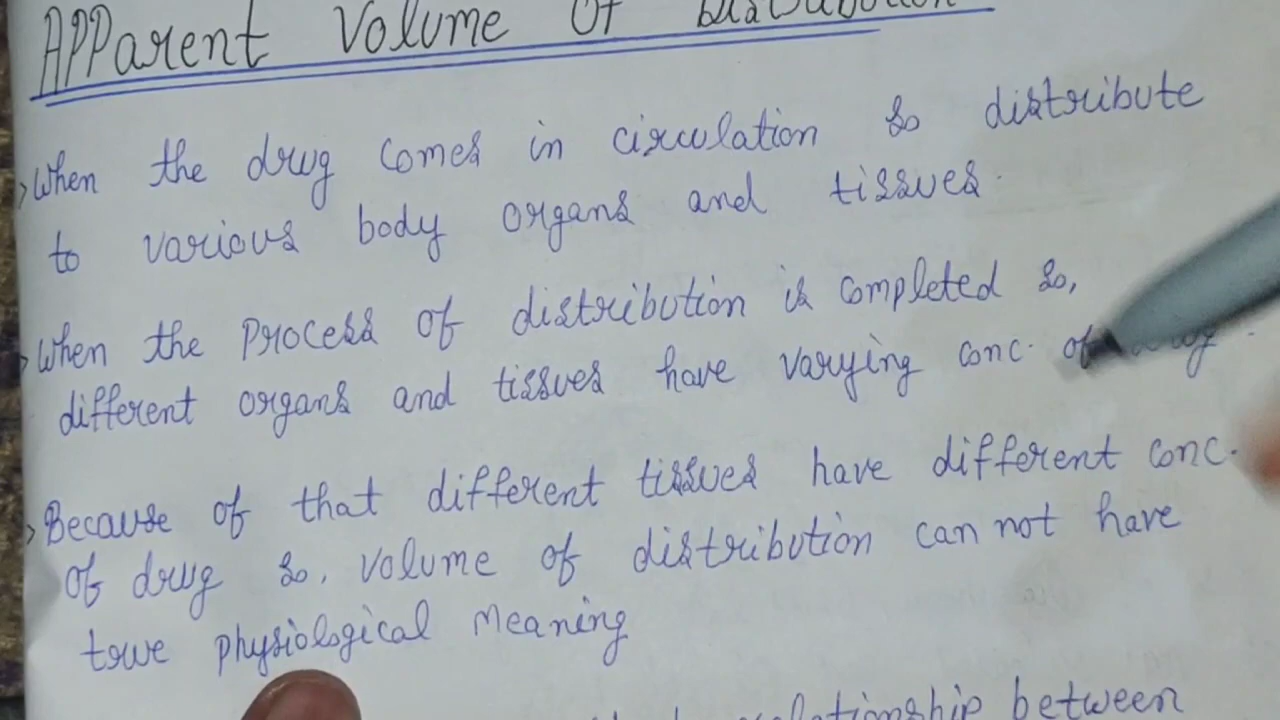 APParent Volume Of Distribution
> When the drug comes in circulation so distribute
to various body organs and tissues.
> When the Process of distribution is completed so,
different organs and tissues have varying conc. of drug.
> Because of that different tissues have different conc.
of drug so, volume of distribution can not have
true physiological Meaning
relationship between